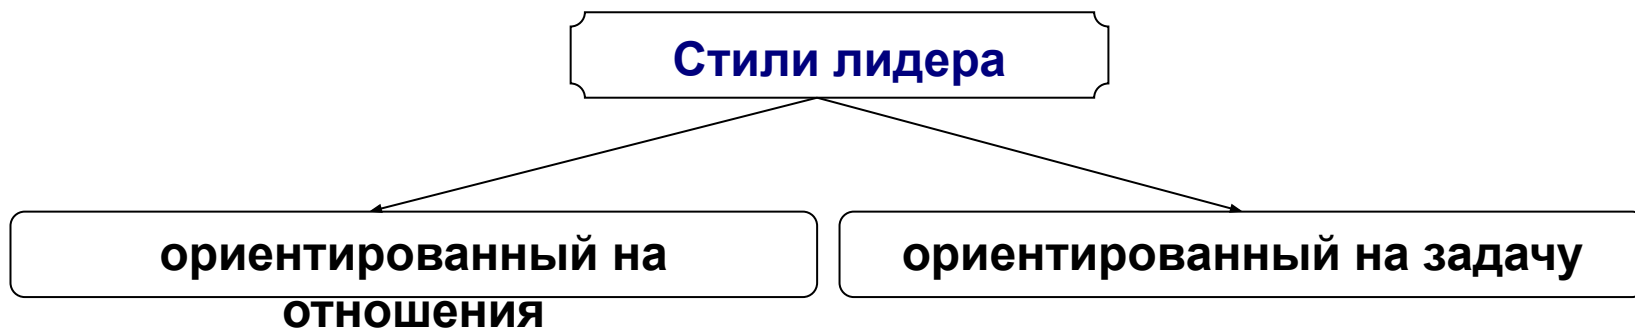 Стили лидера
ориентированный на
отношения
ориентированный на задачу